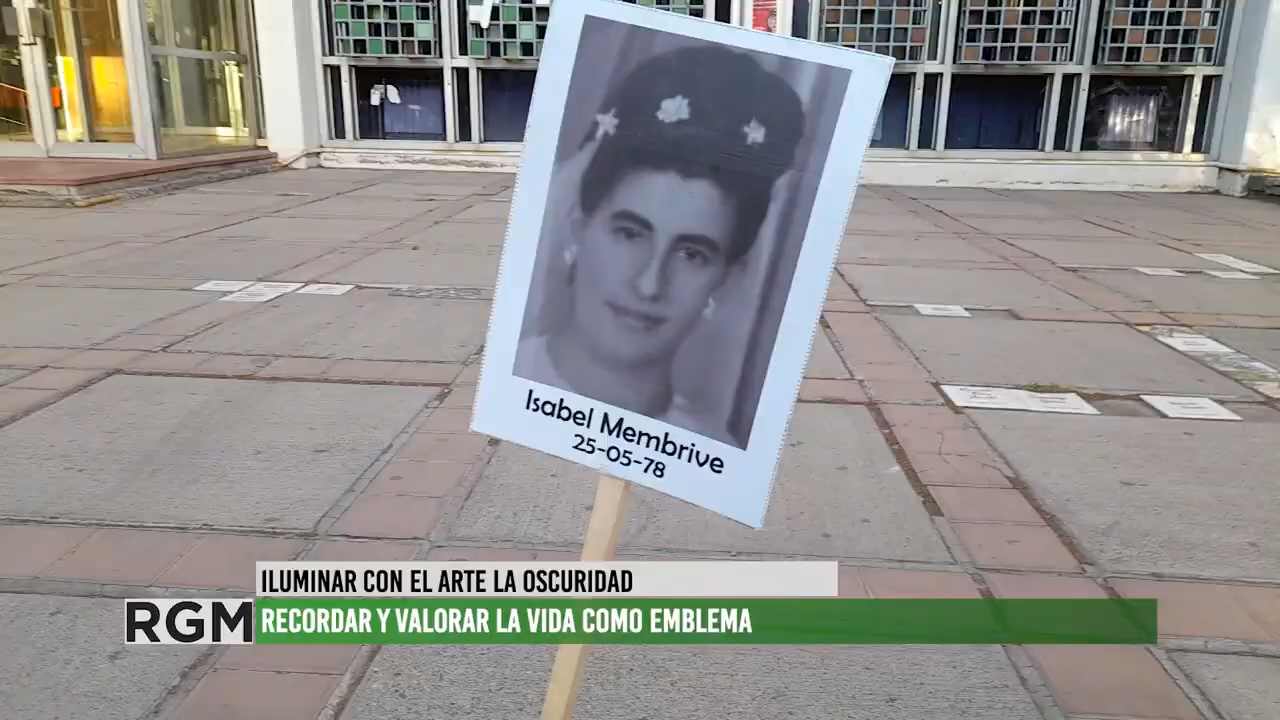 Isabel Membrive
25-05-78
ILUMINAR CON EL ARTE LA OSCURIDAD
RGM
RECORDAR Y VALORAR LA VIDA COMO EMBLEMA